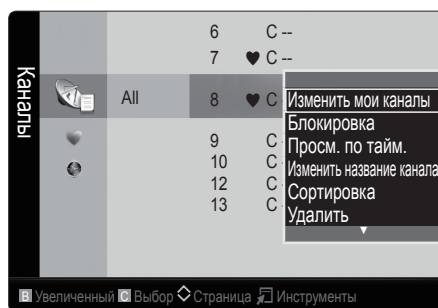 Каналы
All
6 C --
7 ♥ C --
8 ♥ C
9 C
10 C
12 C
13 C
Изменить мои каналы
Блокировка
Просм. по тайм.
Изменить название канала
Сортировка
Удалить
▼
B Увеличенный C Выбор Страница Инструменты